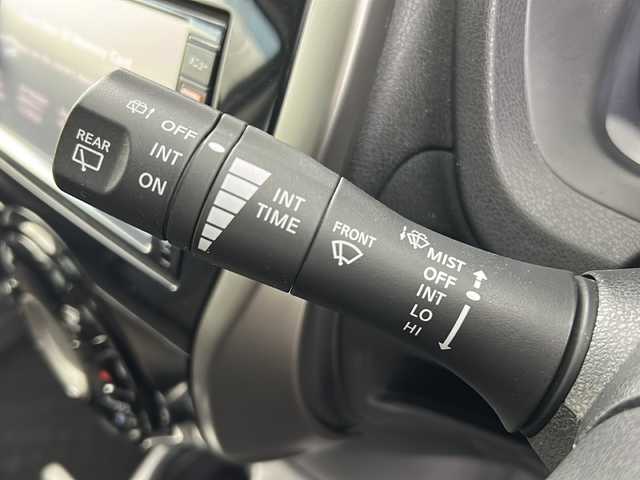 REAR
OFF
INT
ON
INT
TIME
FRONT
MIST
OFF
INT
LO
HI